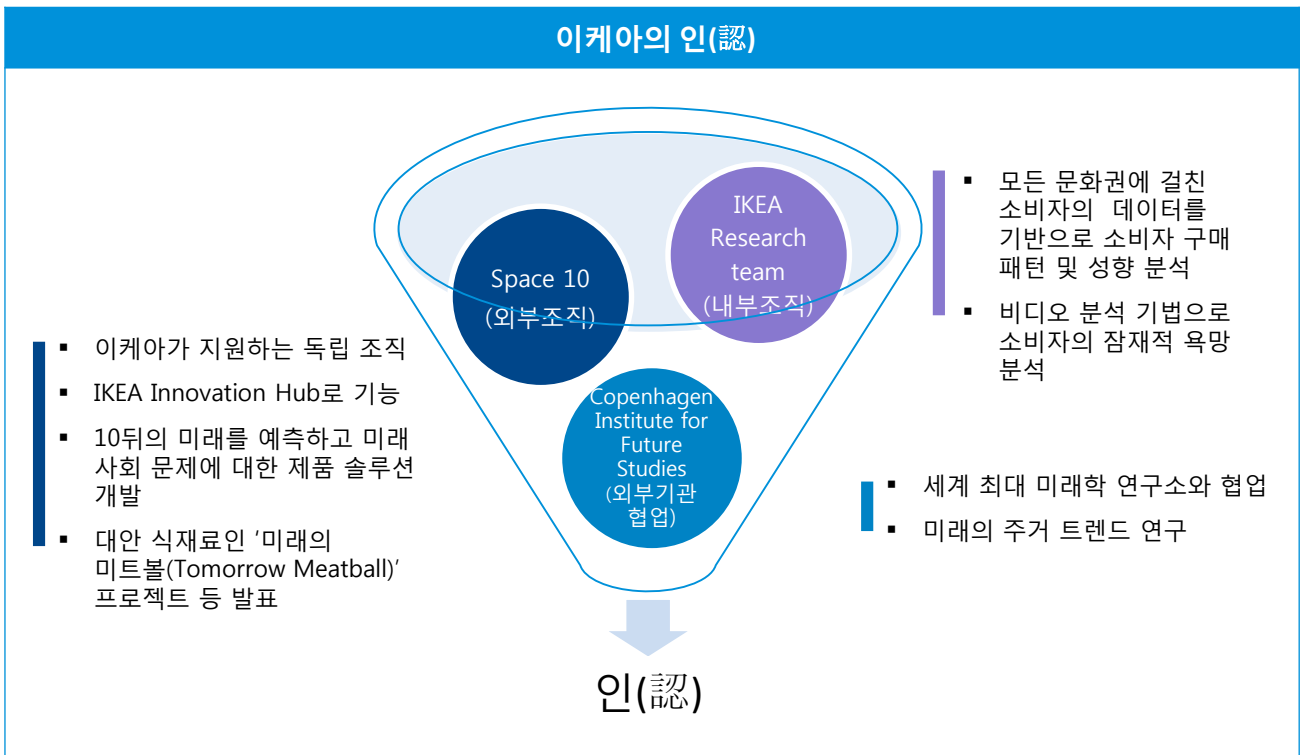 이케아의 인(認)
Space 10
(외부조직)
IKEA
Research
team
(내부조직)
Copenhagen
Institute for
Future
Studies
(외부기관
협업)
▪ 이케아가 지원하는 독립 조직
▪ IKEA Innovation Hub로 기능
▪ 10뒤의 미래를 예측하고 미래
사회 문제에 대한 제품 솔루션
개발
▪ 대안 식재료인 '미래의
미트볼(Tomorrow Meatball)'
프로젝트 등 발표
▪ 모든 문화권에 걸친
소비자의 데이터를
기반으로 소비자 구매
패턴 및 성향 분석
▪ 비디오 분석 기법으로
소비자의 잠재적 욕망
분석
▪ 세계 최대 미래학 연구소와 협업
▪ 미래의 주거 트렌드 연구
인(認)